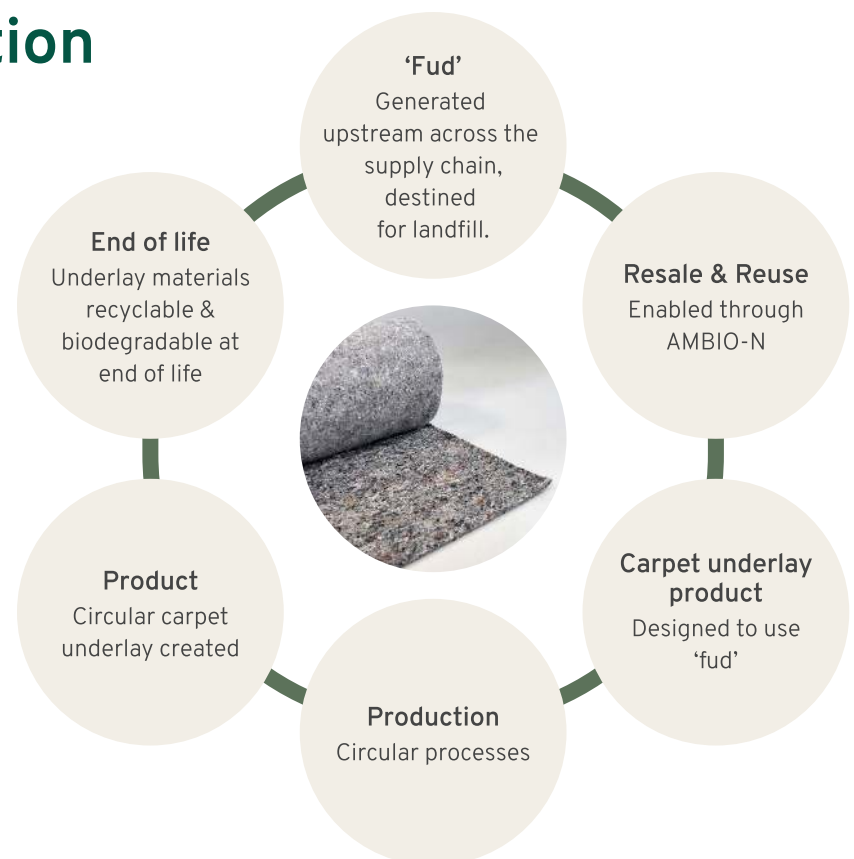 tion
‘Fud’
Generated
upstream across the
supply chain,
destined
for landfill.
Resale & Reuse
Enabled through
AMBIO-N
Carpet underlay
product
Designed to use
‘fud’
Production
Circular processes
Product
Circular carpet
underlay created
End of life
Underlay materials
recyclable &
biodegradable at
end of life